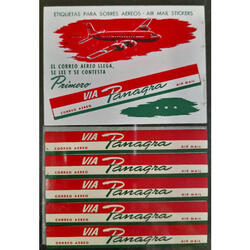 ETIQUETAS PARA SOBRES AEREOS - AIR MAIL STICKERS
EL CORREO AEREO LLEGA,
SE LEE Y SE CONTESTA
Primero
VIA Panagra
CORREO AEREO AIR MAIL
VIA Panagra
CORREO AEREO AIR MAIL
VIA Panagra
CORREO AEREO AIR MAIL
VIA Panagra
CORREO AEREO AIR MAIL
VIA Panagra
CORREO AEREO AIR MAIL
VIA Panagra
CORREO AEREO AIR MAIL